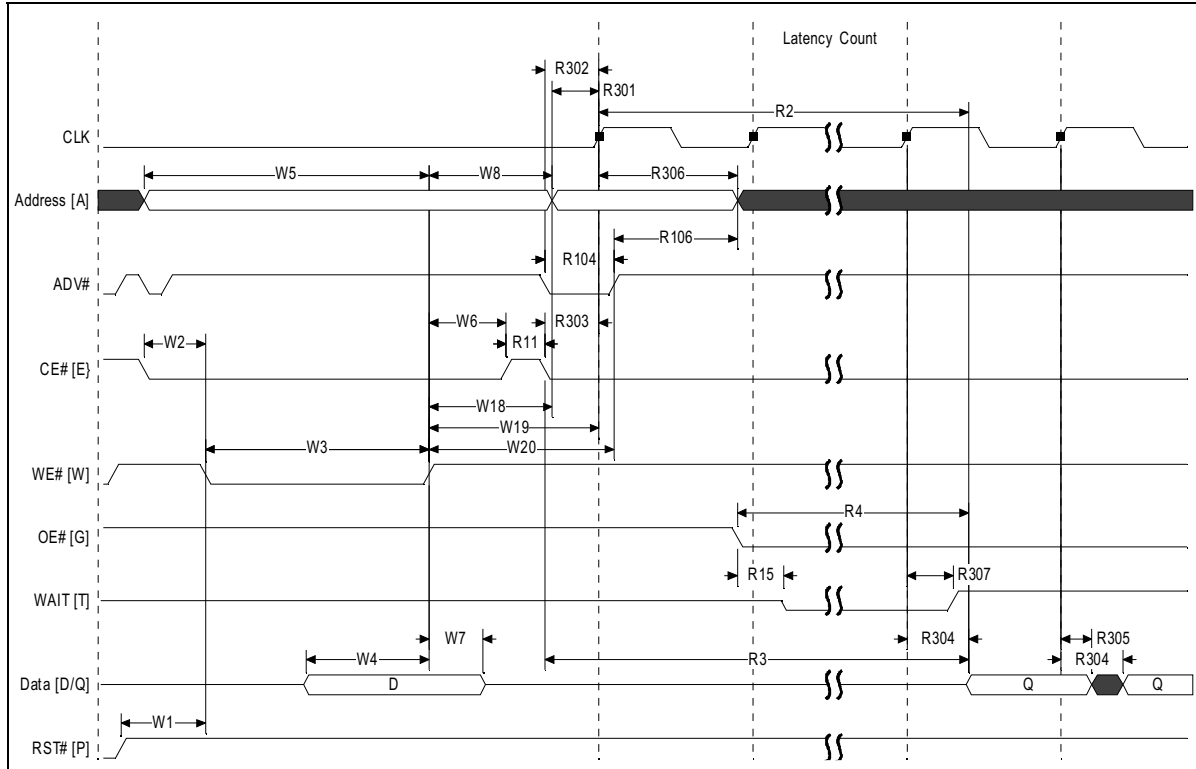 Latency Count
R302
R301
R2
CLK
W5
W8
R306
Address [A]
R106
R104
ADV#
W6
R303
W2
R11
CE# [E}
W18
W19
W3
W20
WE# [W]
R4
OE# [G]
R15
R307
WAIT [T]
W7
R304
R305
W4
R3
R304
Data [D/Q]
D
Q
Q
W1
RST# [P]